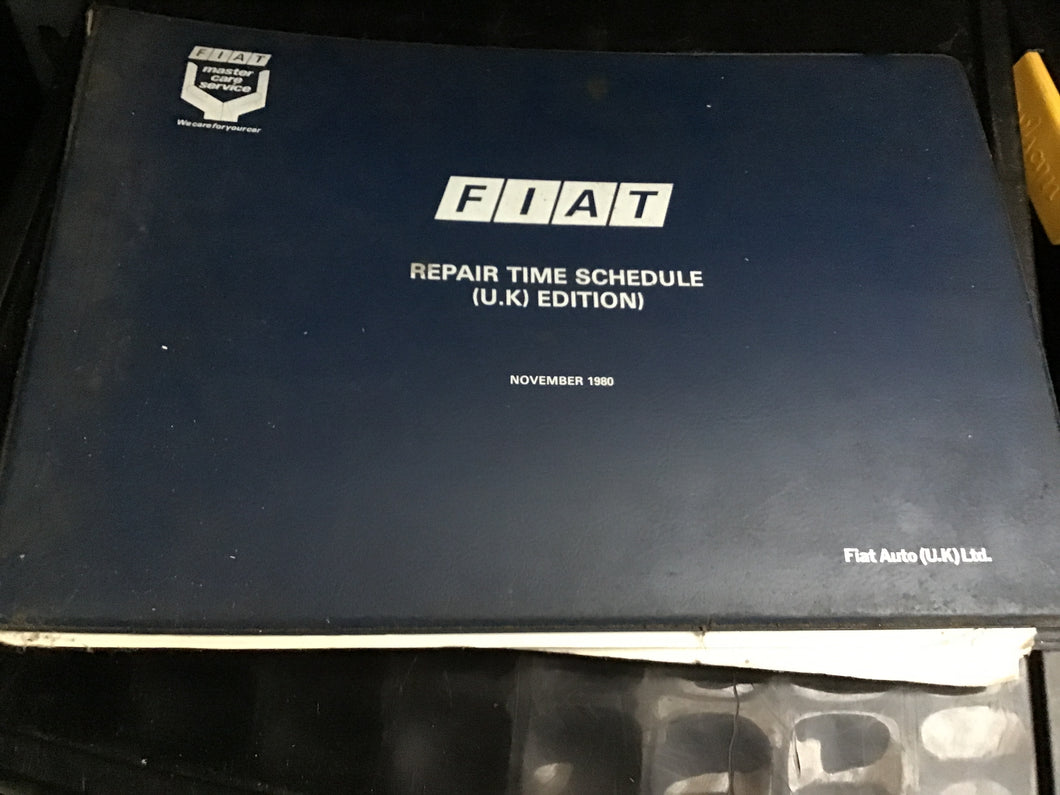 FIAT
master
care
service
We care for your car
FIAT
REPAIR TIME SCHEDULE
(U.K) EDITION)
NOVEMBER 1980
Fiat Auto (U.K) Ltd.